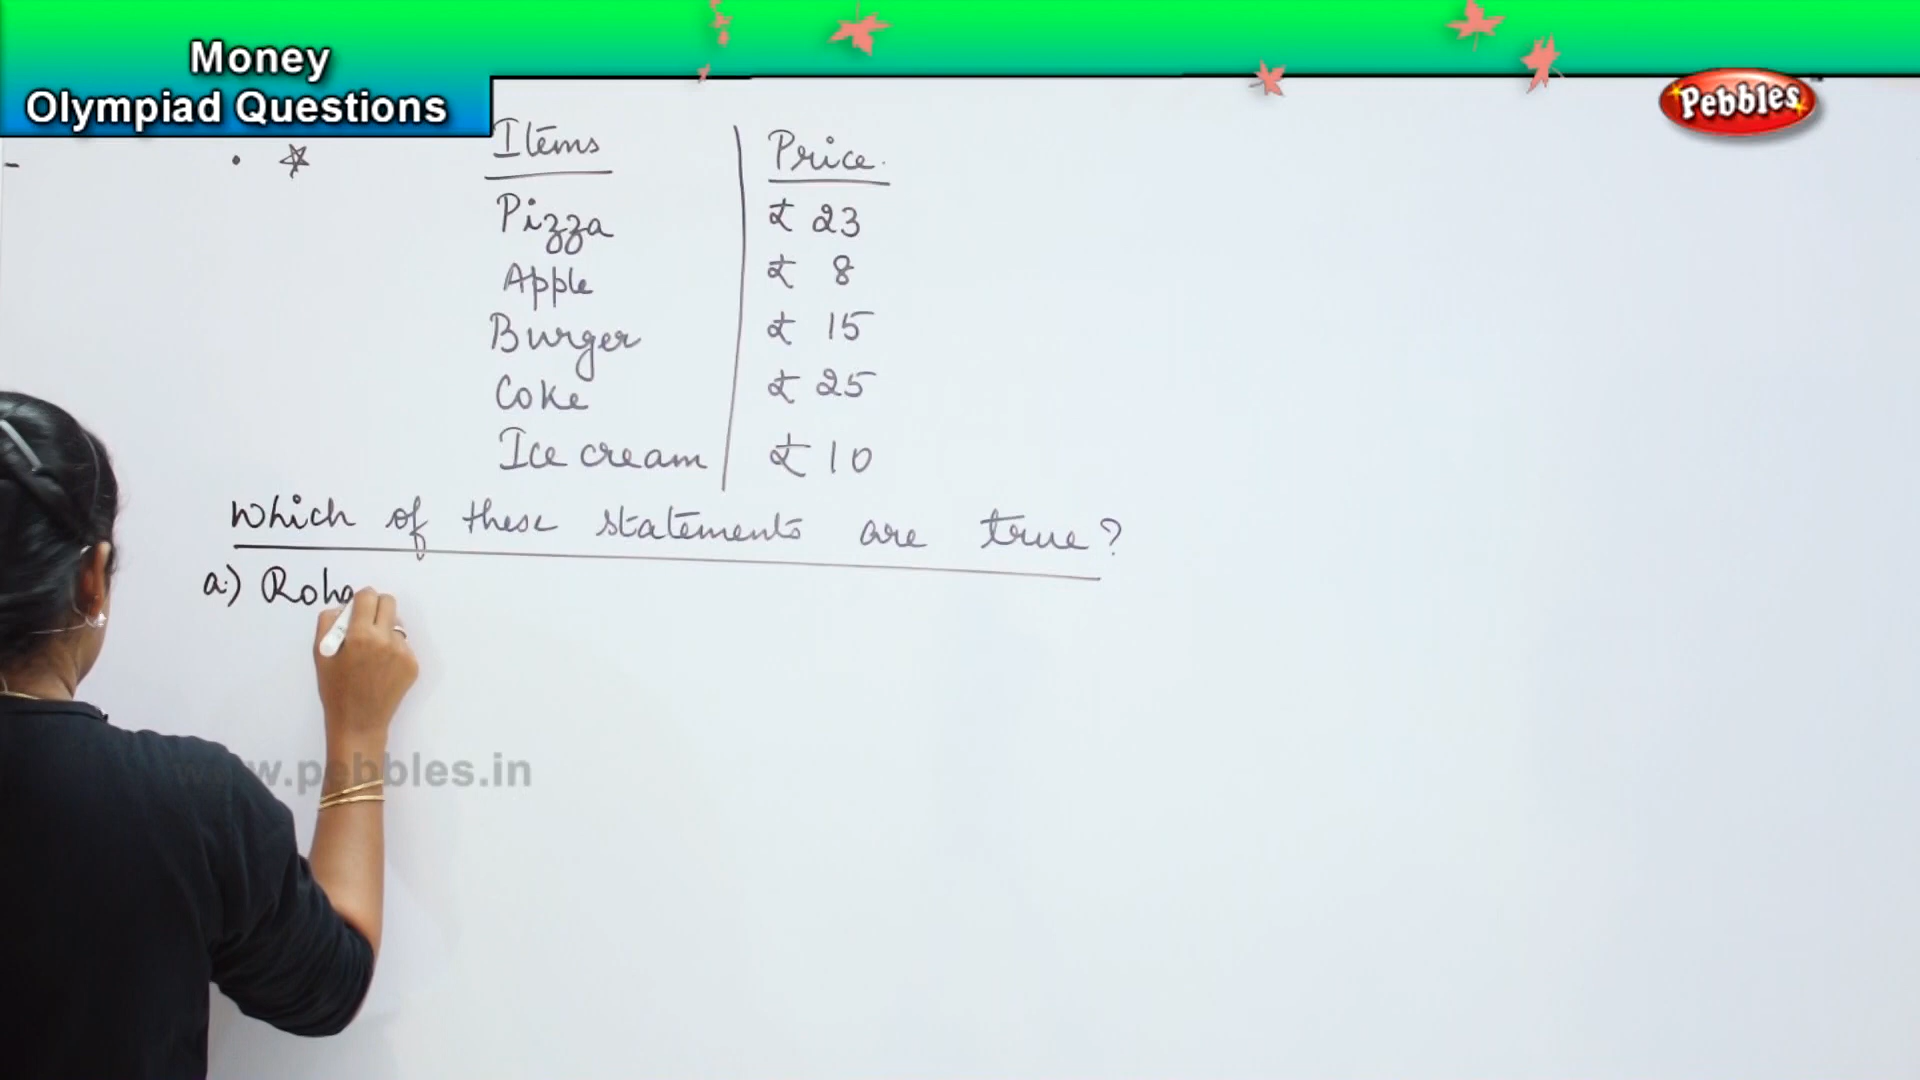 Money
Olympiad Questions
Pebbles
Items Price.
Pizza ₹ 23
Apple ₹ 8
Burger ₹ 15
Coke ₹ 25
Ice cream ₹ 10
Which of these statements are true?
a.) Roha
www.pebbles.in